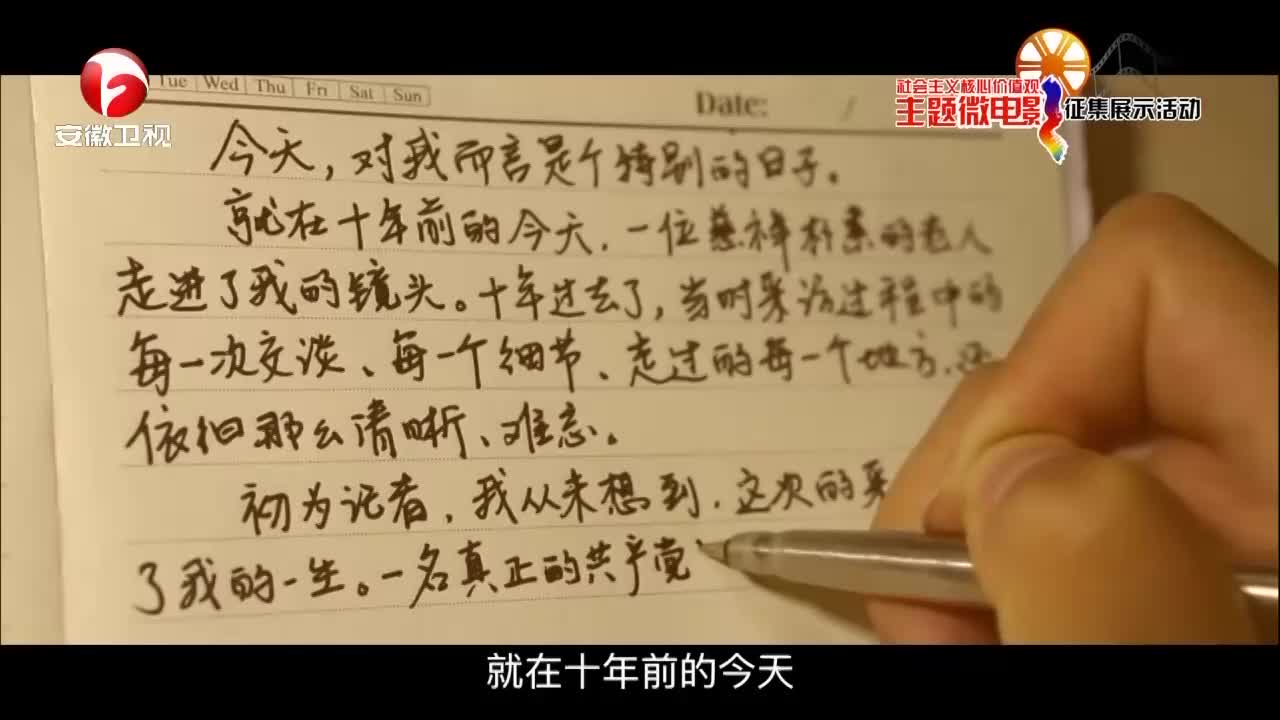 Tue Wed Thu Fri Sat Sun
Date: /
安徽卫视
社会主义核心价值观
主题微电影 征集展示活动
今天，对我而言是个特别的日子。
就在十年前的今天，一位慈祥朴素的老人
走进了我的镜头。十年过去了，当时采访过程中的
每一次交谈、每一个细节、走过的每一个地方，还
依旧那么清晰、难忘。
初为记者，我从未想到，这次的采
了我的一生。一名真正的共产党
就在十年前的今天